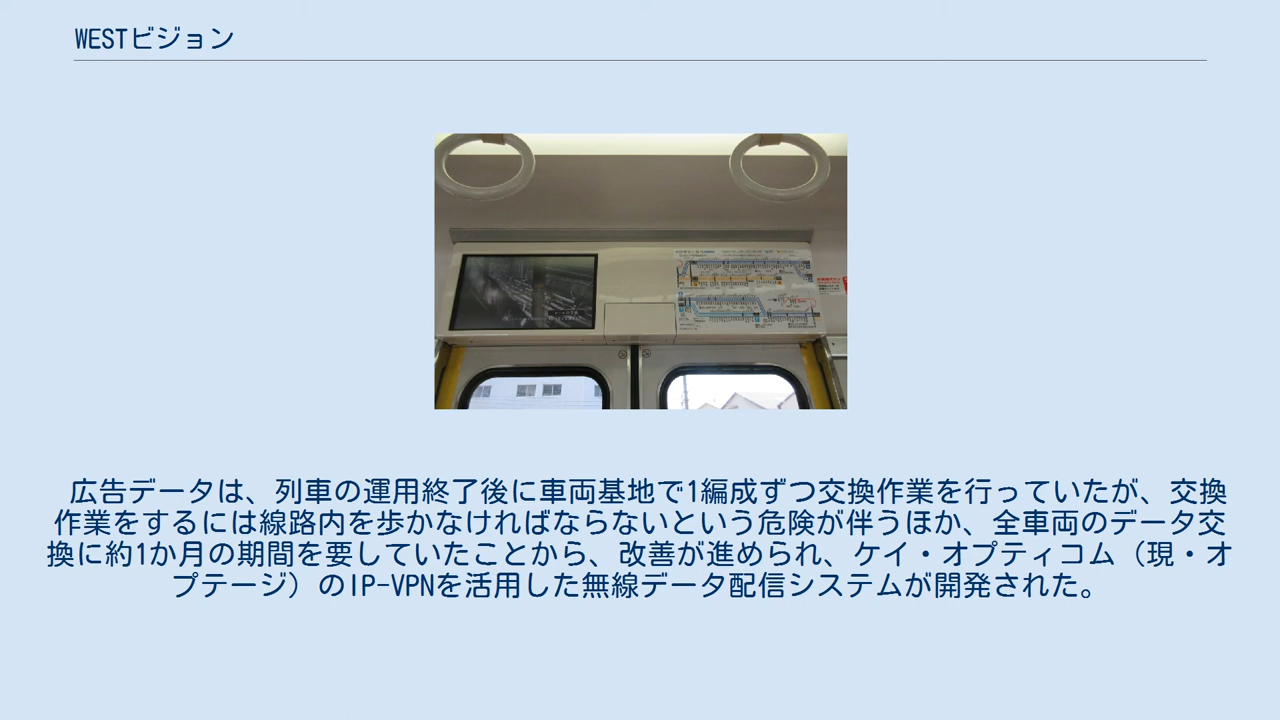 WESTビジョン
広告データは、列車の運用終了後に車両基地で1編成ずつ交換作業を行っていたが、交換
作業をするには線路内を歩かなければならないという危険が伴うほか、全車両のデータ交
換に約1か月の期間を要していたことから、改善が進められ、ケイ・オプティコム（現・オ
プテージ）のIP-VPNを活用した無線データ配信システムが開発された。